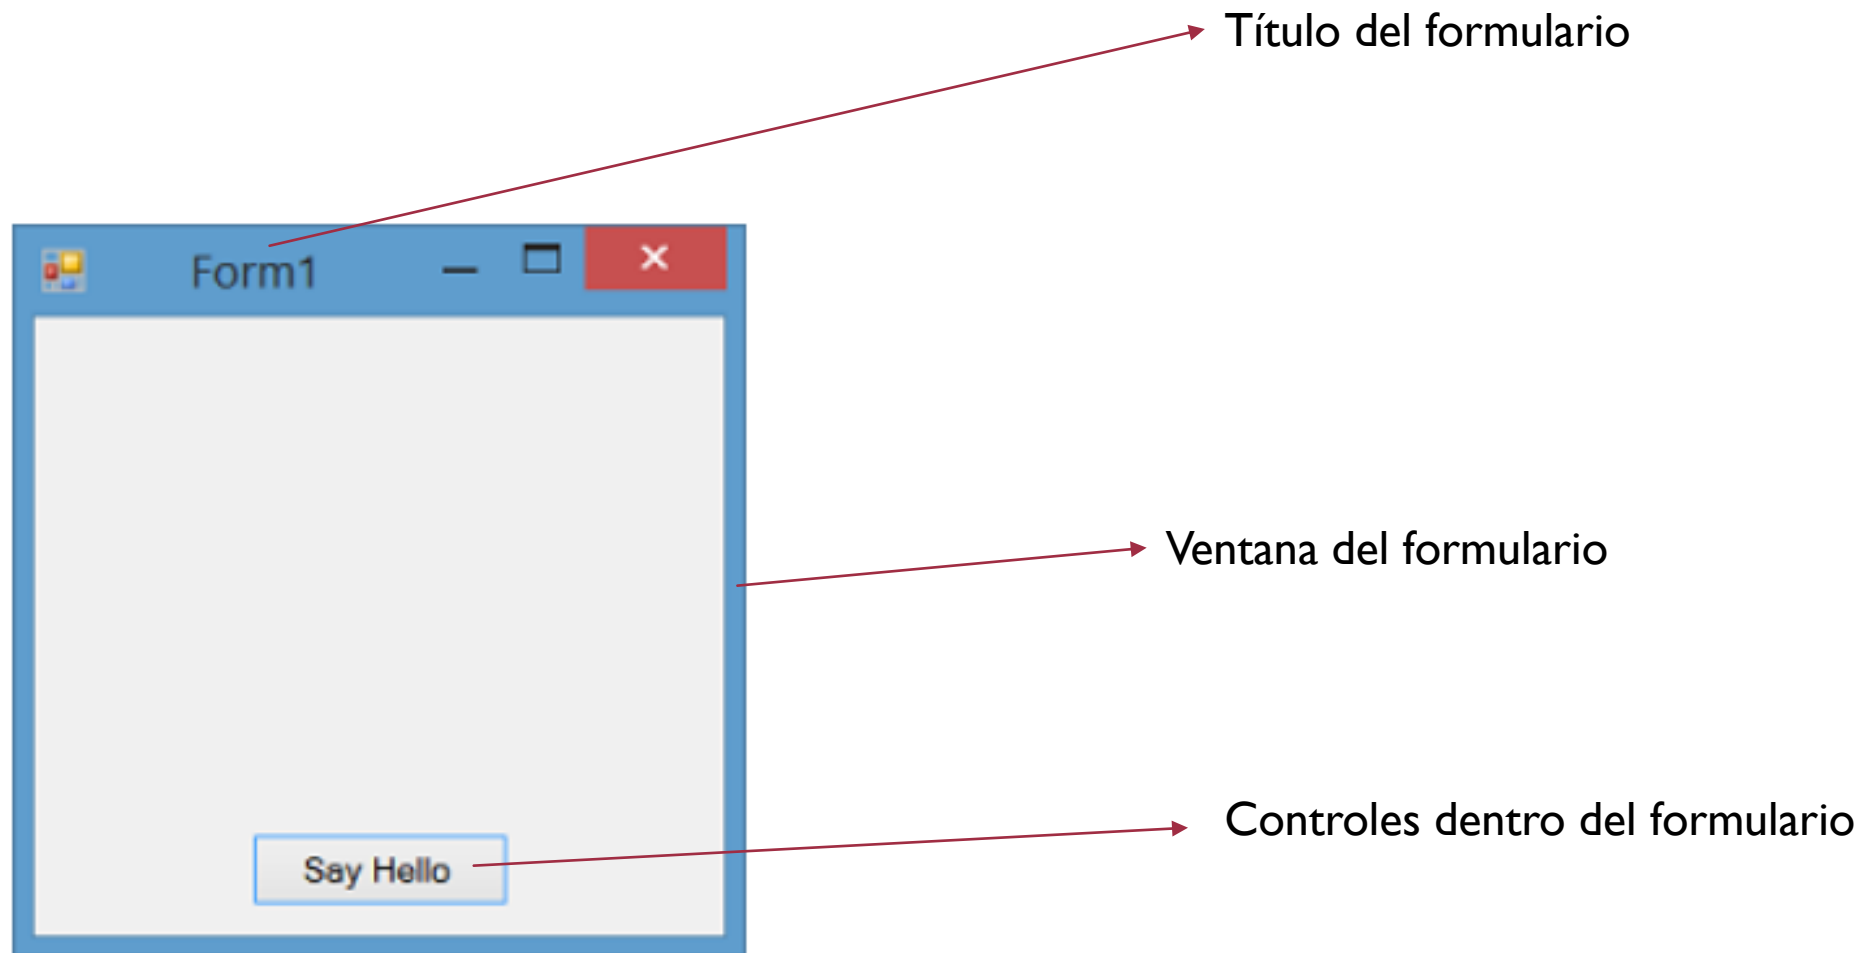 Título del formulario
Form1
Ventana del formulario
Controles dentro del formulario
Say Hello